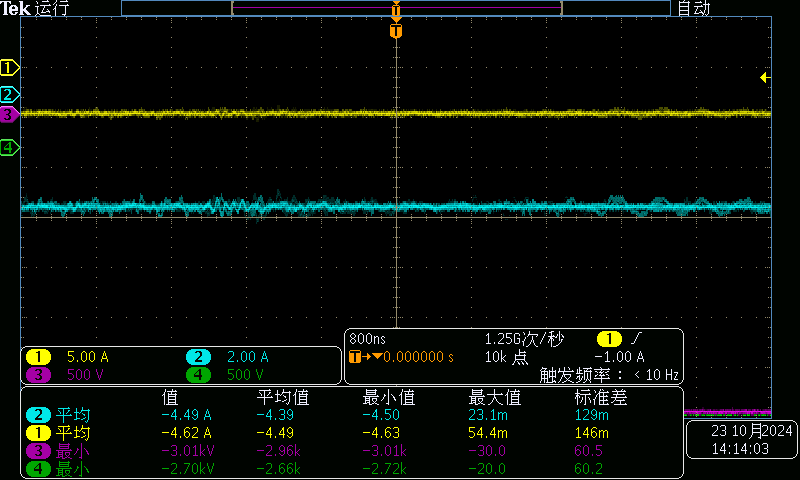 Tek 运行
T
自动
T
1
2
3
4
1 5.00 A 2 2.00 A
3 500 V 4 500 V
800ns 1.25G次/秒 1
T→▼0.000000 s 10k 点 −1.00 A
触发频率：< 10 Hz
值 平均值 最小值 最大值 标准差
2 平均 −4.49 A −4.39 −4.50 23.1m 129m
1 平均 −4.62 A −4.49 −4.63 54.4m 146m
3 最小 −3.01kV −2.96k −3.01k −30.0 60.5
4 最小 −2.70kV −2.66k −2.72k −20.0 60.2
23 10月2024
14:14:03